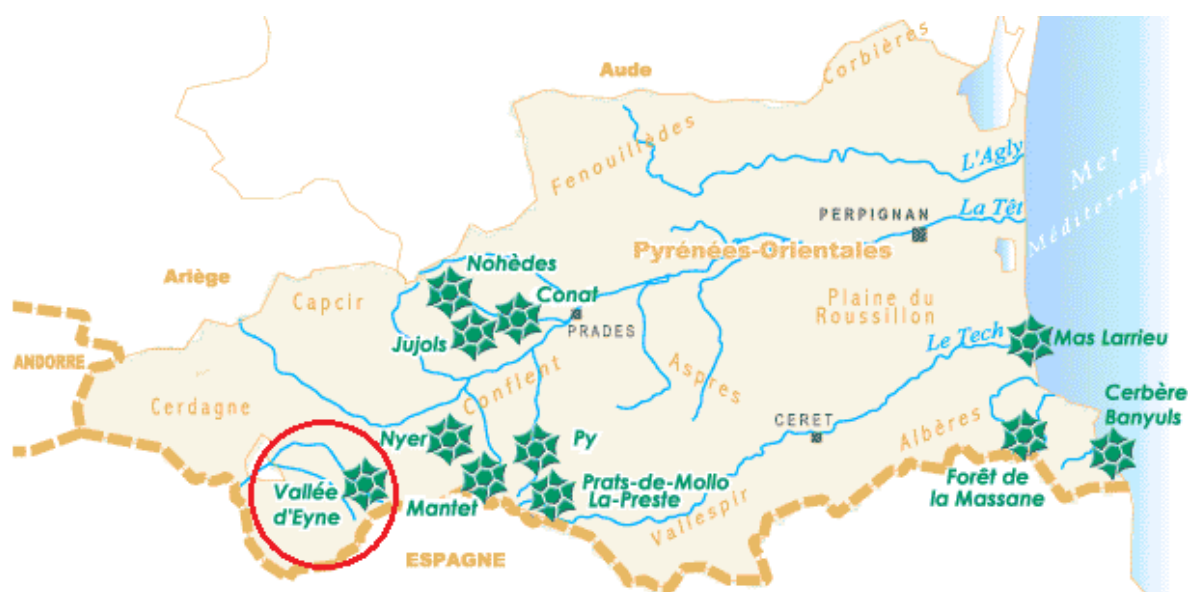 Corbières
Aude
Fenouillèdes
L'Agly
Mer
Méditerrané
PERPIGNAN
La Têt
Pyrénées-Orientales
Nohèdes
Ariège
Capcir
Conat
Plaine du
Roussillon
PRADES
Jujols
Le Tech
Mas Larrieu
ANDORRE
Conflent
Aspres
Cerdagne
Cerbère
Banyuls
CERET
Albères
Nyer
Py
Vallée
d'Eyne
Mantet
Prats-de-Mollo
La-Preste
Forêt de
la Massane
Vallespir
ESPAGNE